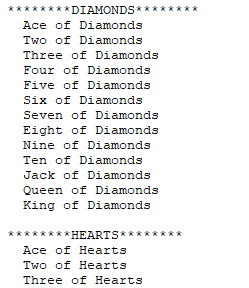 ********DIAMONDS********
Ace of Diamonds
Two of Diamonds
Three of Diamonds
Four of Diamonds
Five of Diamonds
Six of Diamonds
Seven of Diamonds
Eight of Diamonds
Nine of Diamonds
Ten of Diamonds
Jack of Diamonds
Queen of Diamonds
King of Diamonds
********HEARTS********
Ace of Hearts
Two of Hearts
Three of Hearts